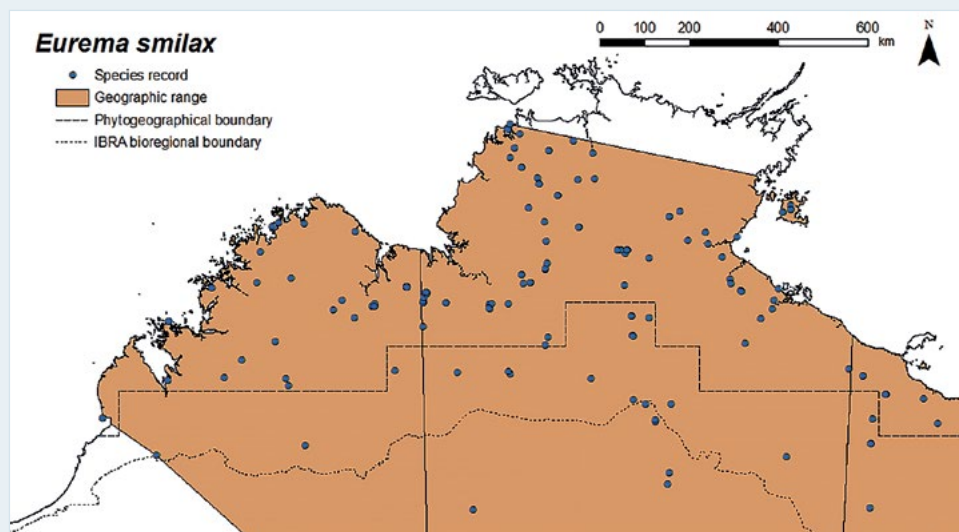 Eurema smilax
Species record
Geographic range
Phytogeographical boundary
IBRA bioregional boundary
0 100 200 400 600
km
N